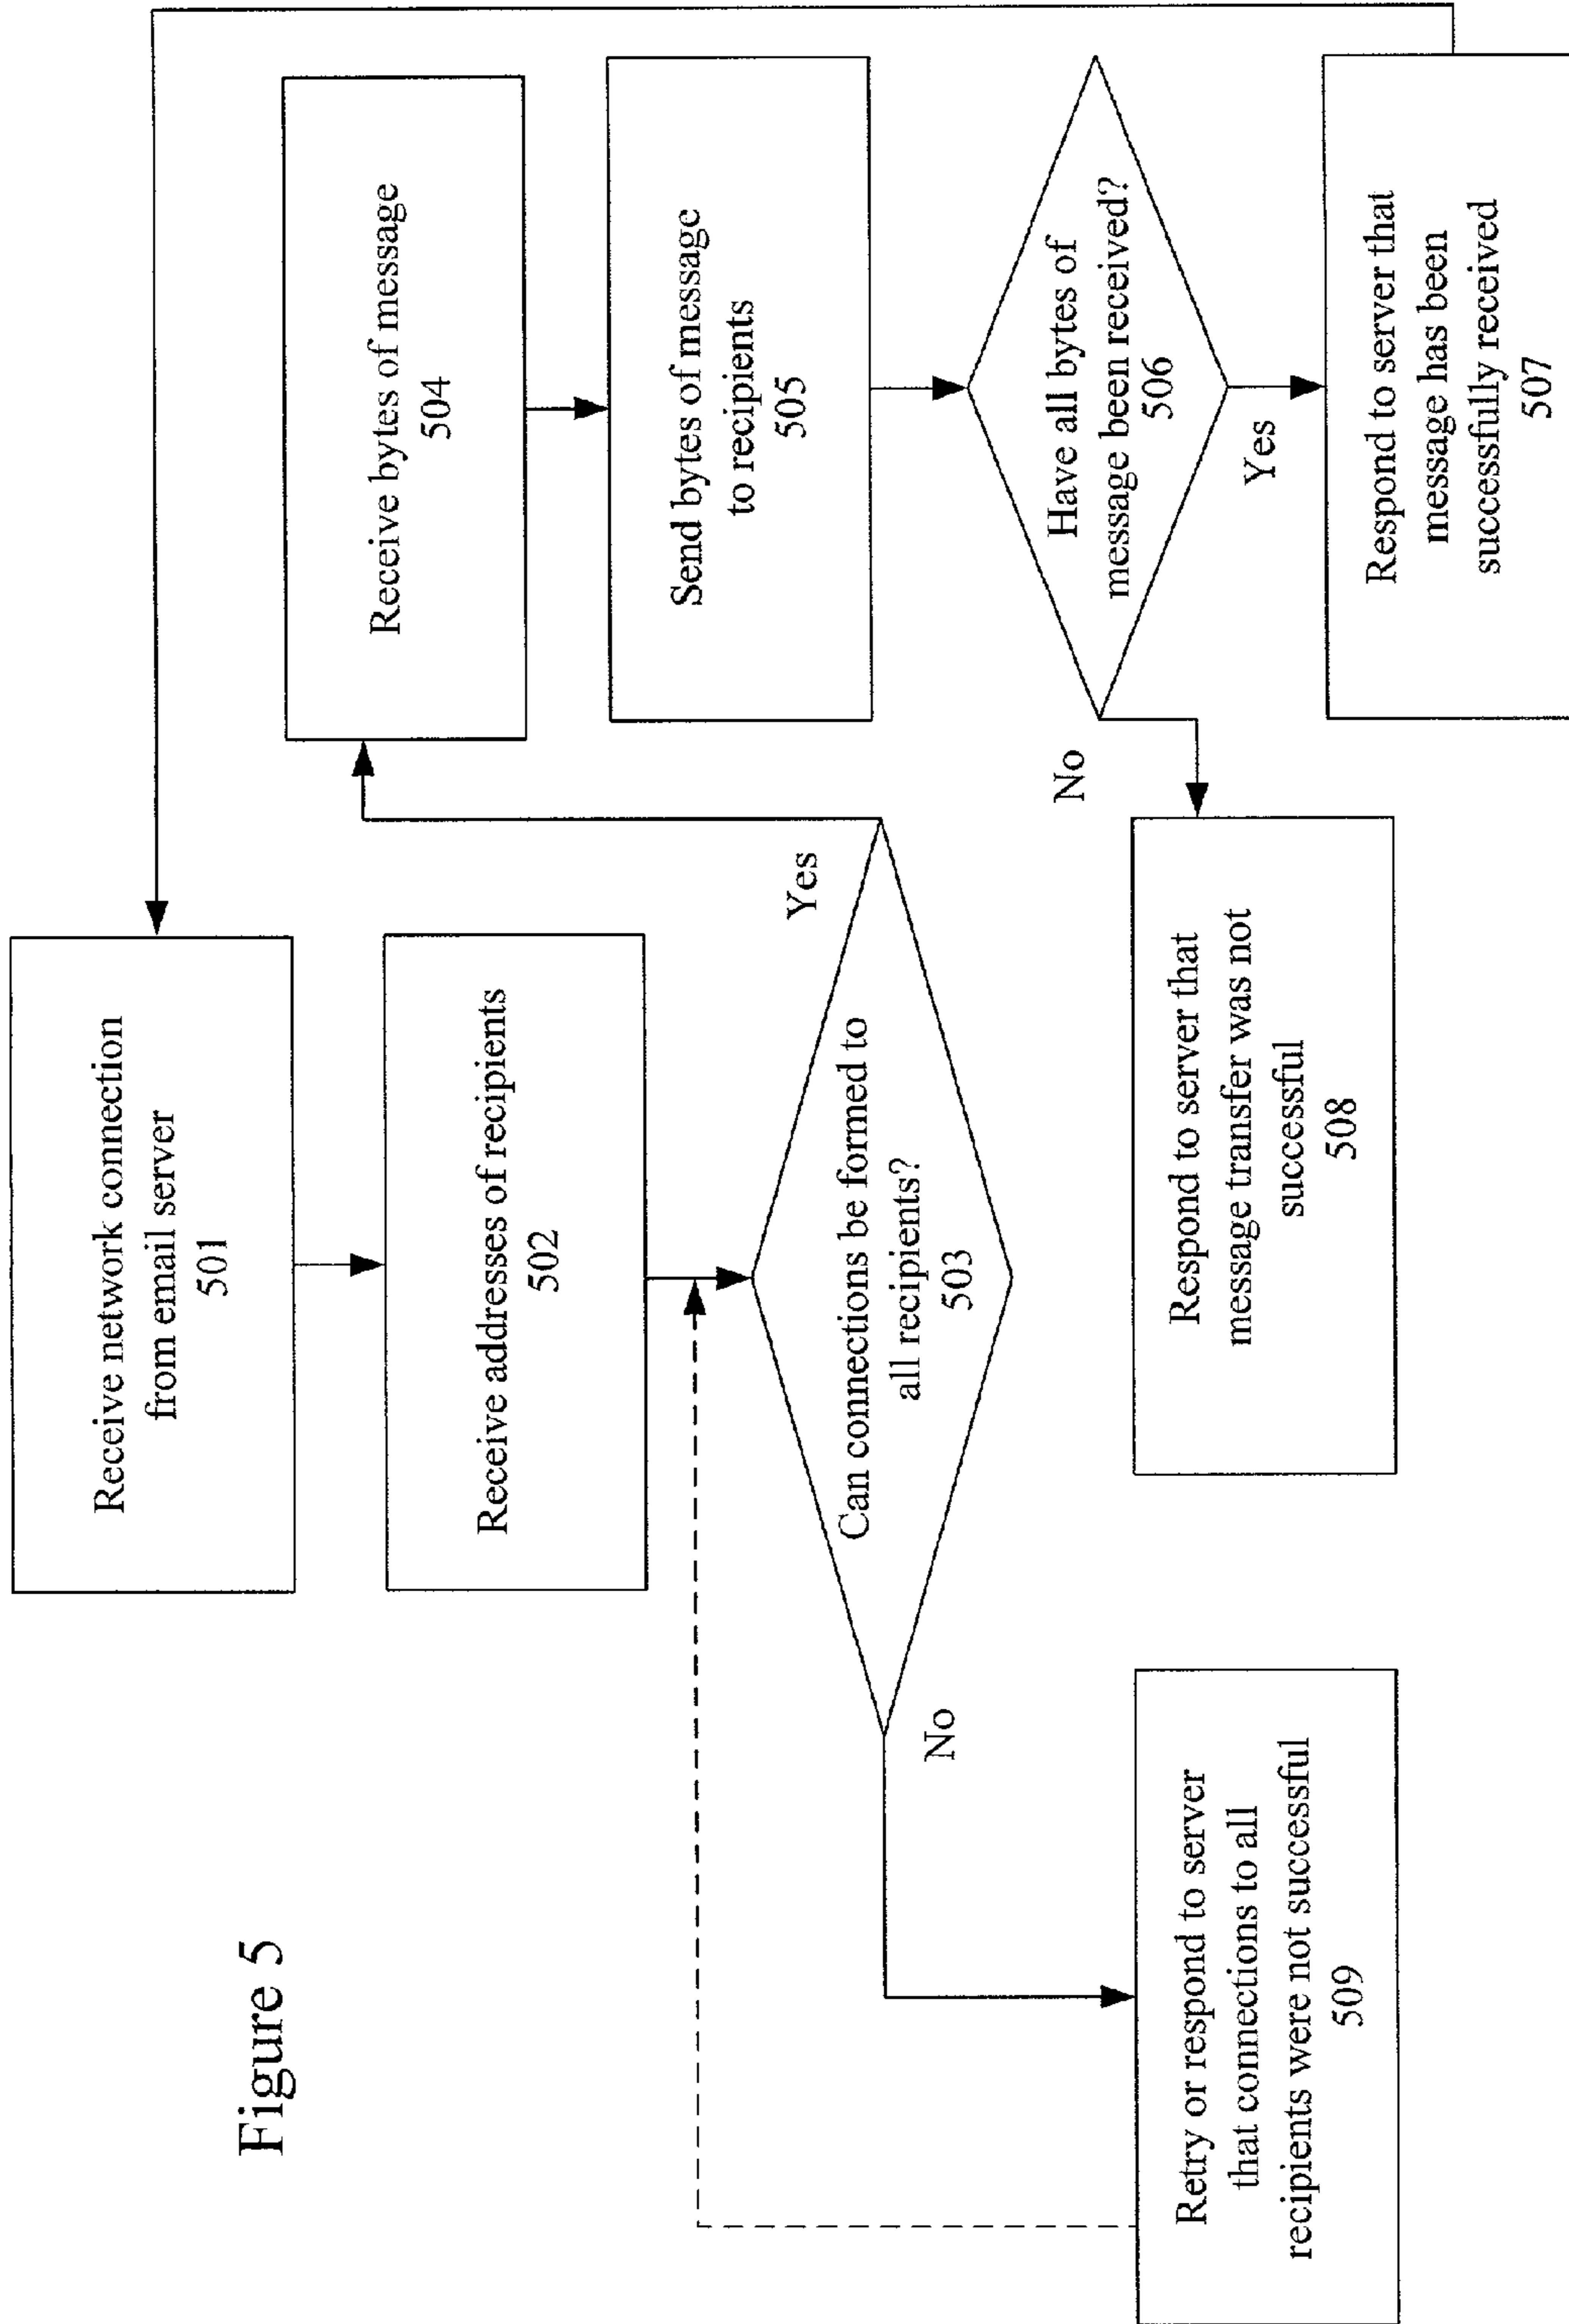 Figure 5
Receive network connection
from email server
501
Receive addresses of recipients
502
Can connections be formed to
all recipients?
503
Yes
No
Receive bytes of message
504
Send bytes of message
to recipients
505
Have all bytes of
message been received?
506
No
Yes
Respond to server that
message has been
successfully received
507
Respond to server that
message transfer was not
successful
508
Retry or respond to server
that connections to all
recipients were not successful
509